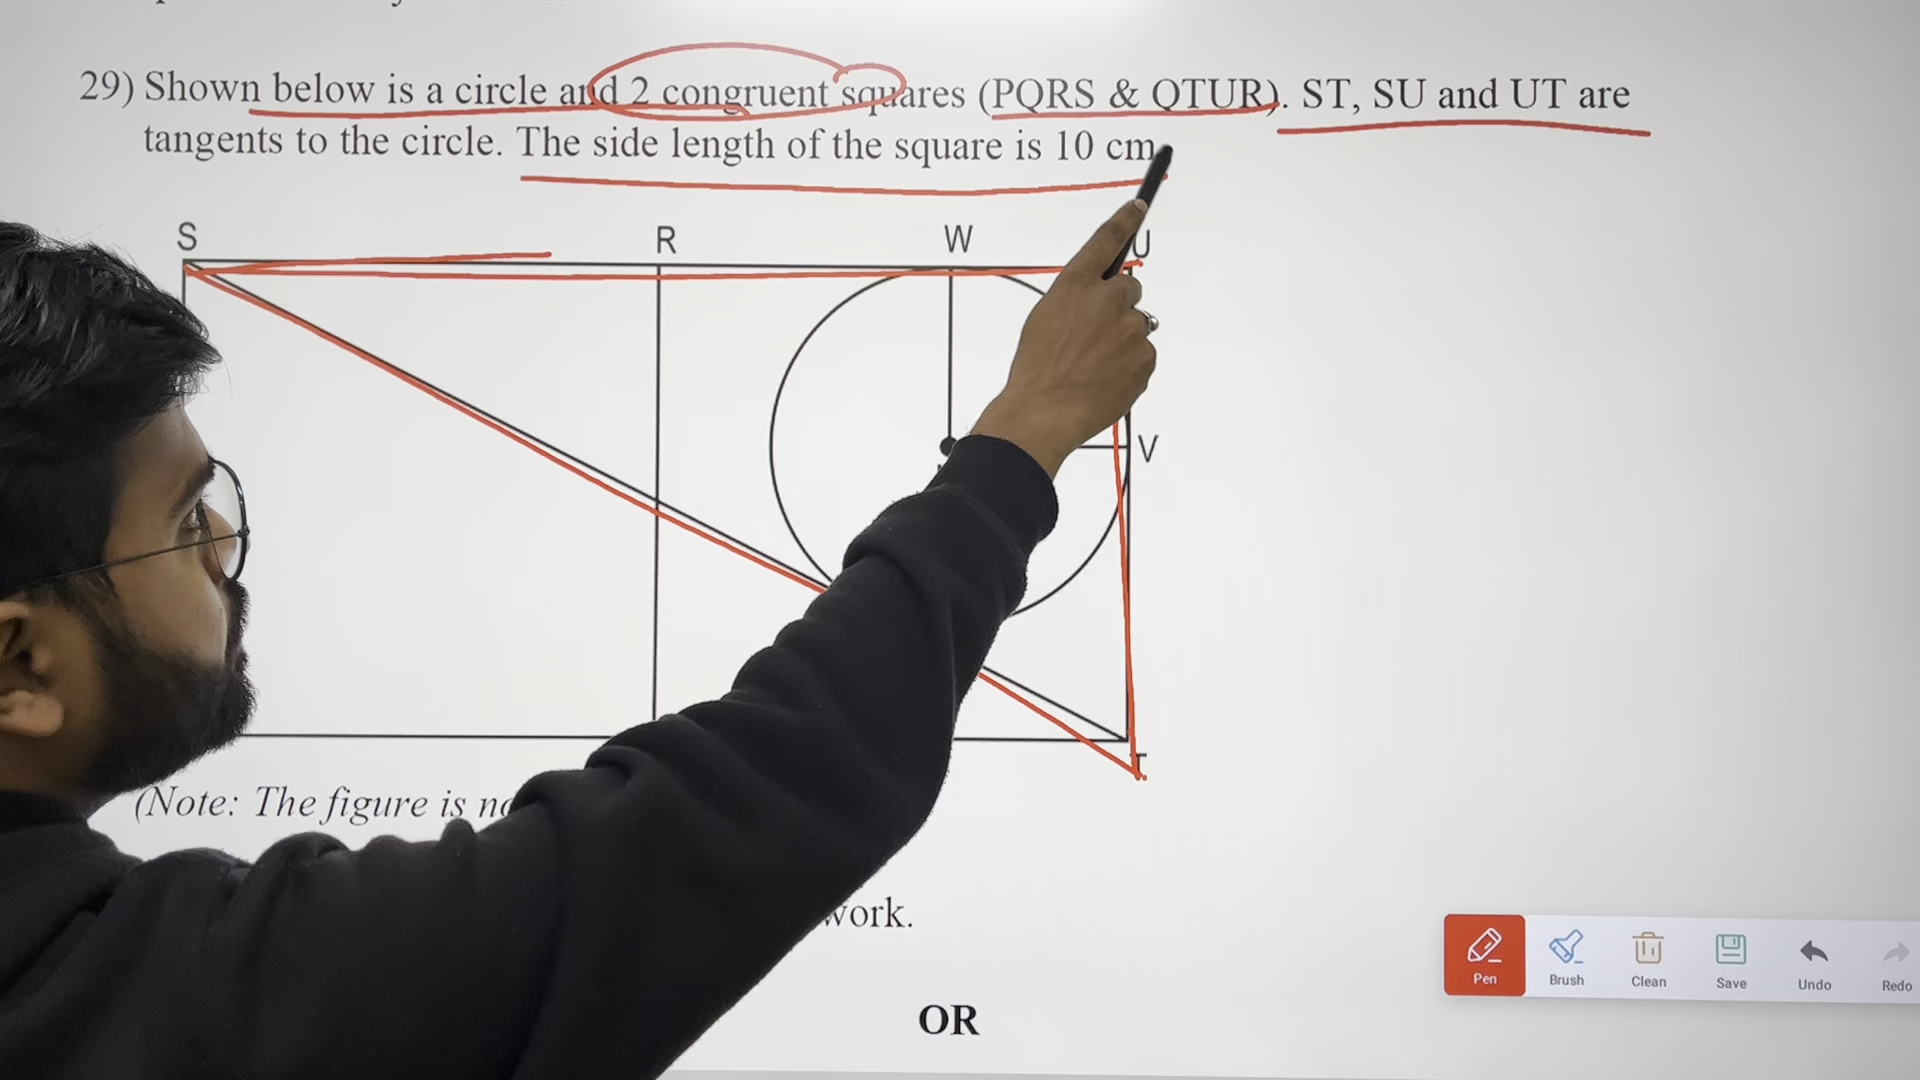 29) Shown below is a circle and 2 congruent squares (PQRS & QTUR). ST, SU and UT are
tangents to the circle. The side length of the square is 10 cm
S R W U
V
T
(Note: The figure is
work.
OR
Pen Brush Clean Save Undo Redo